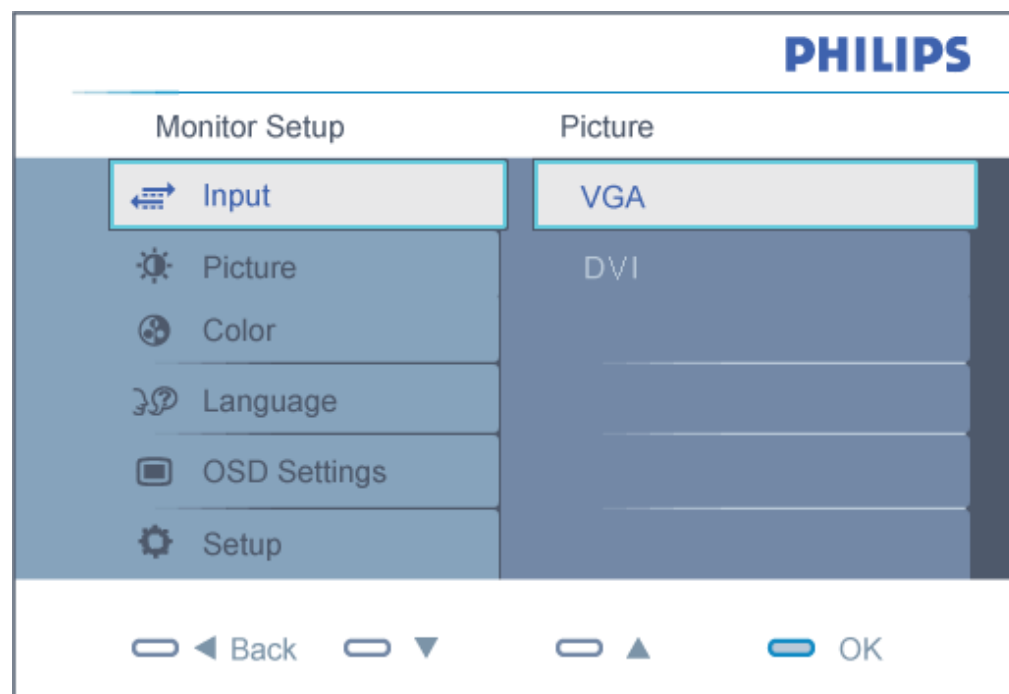 PHILIPS
Monitor Setup Picture
Input VGA
Picture DVI
Color
Language
OSD Settings
Setup
Back OK